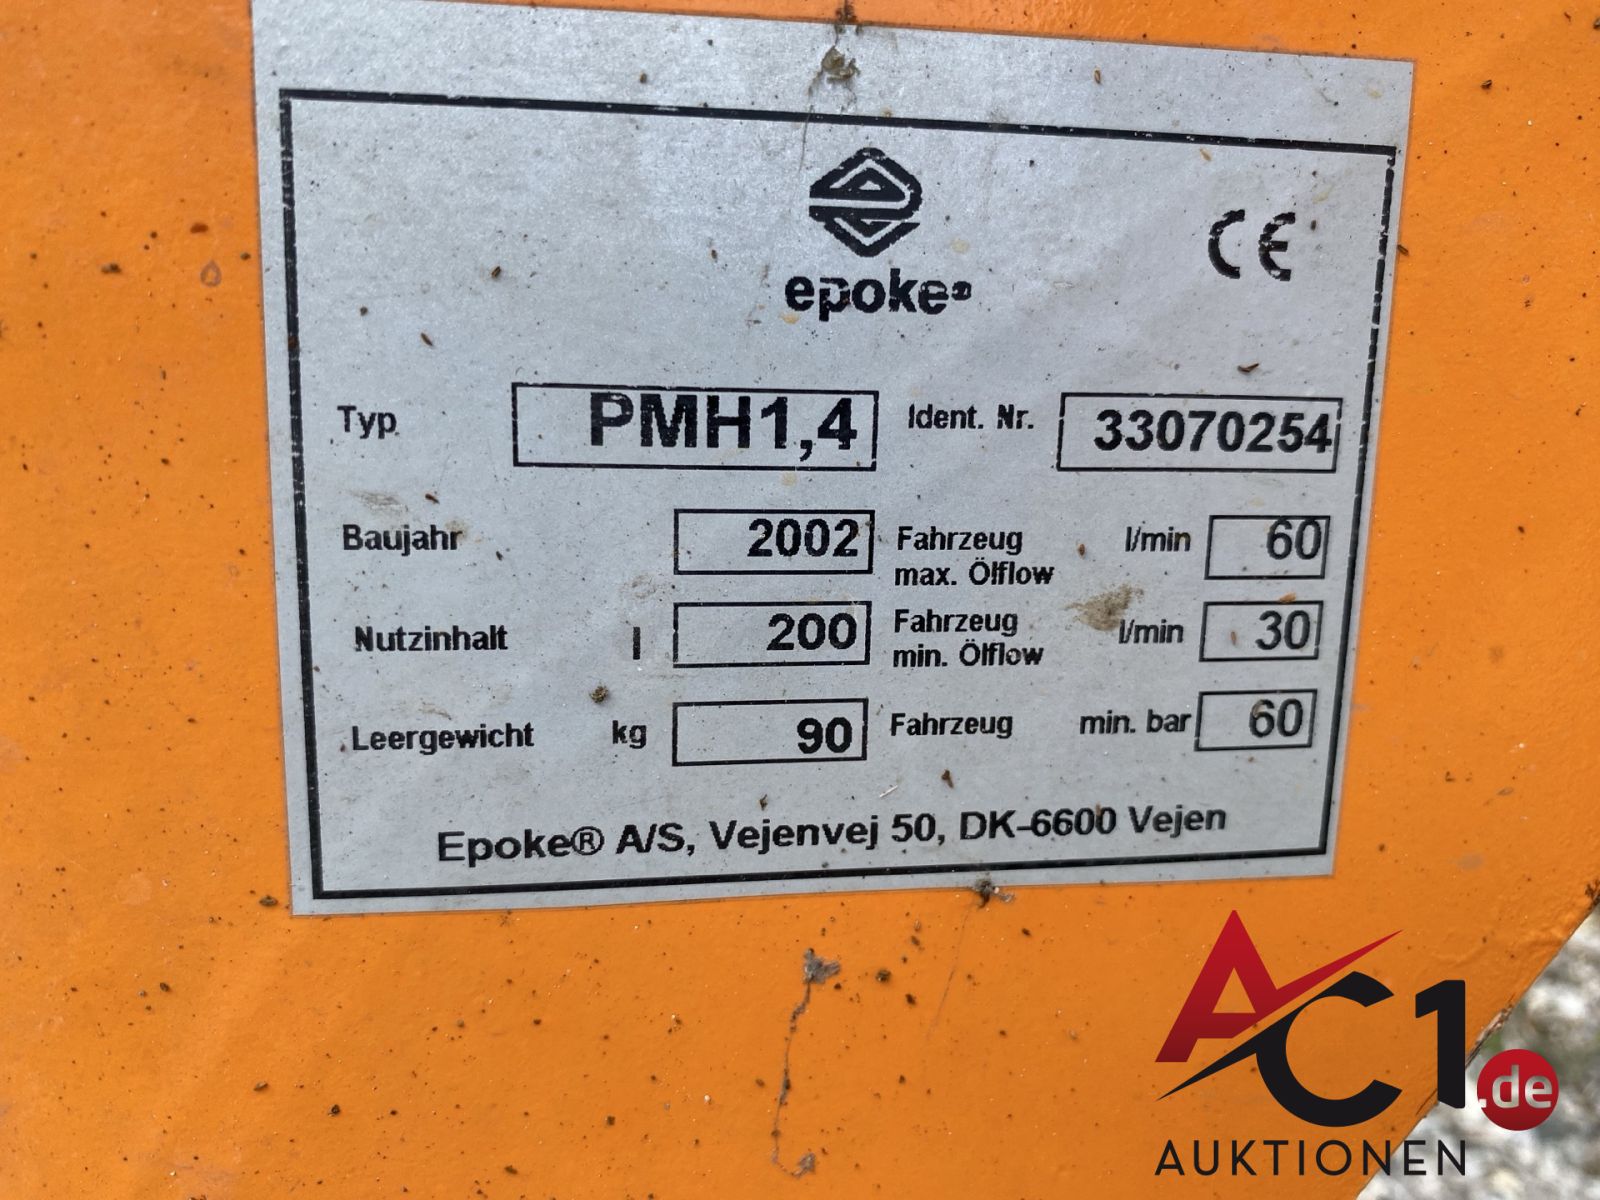 epoke®
CE
Typ PMH1,4 Ident. Nr. 33070254
Baujahr 2002 Fahrzeug l/min 60
max. Ölflow
Nutzinhalt l 200 Fahrzeug l/min 30
min. Ölflow
Leergewicht kg 90 Fahrzeug min. bar 60
Epoke® A/S, Vejenvej 50, DK-6600 Vejen
AC1.de
AUKTIONEN